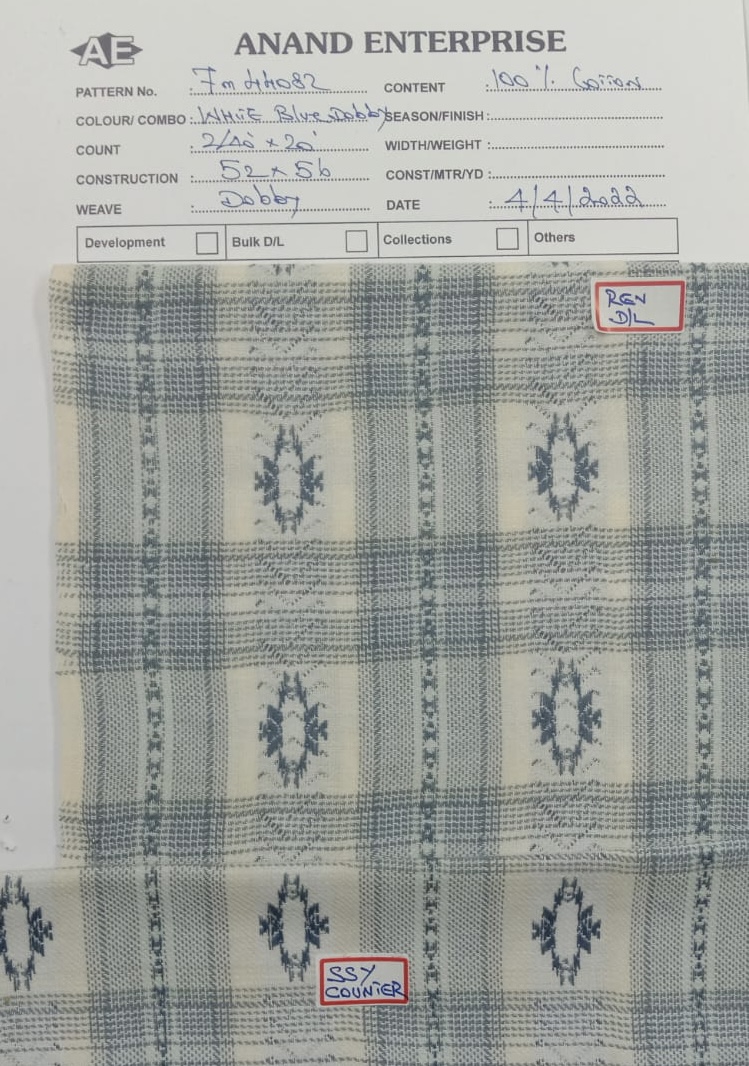 AE ANAND ENTERPRISE
PATTERN No. : 7m44082 CONTENT : 100 % Cotton
COLOUR/ COMBO : White Blue Dobby SEASON/FINISH :
COUNT : 2/40' x 20' WIDTH/WEIGHT :
CONSTRUCTION : 52 x 56 CONST/MTR/YD :
WEAVE : Dobby DATE : 4/4/2022
Development Bulk D/L Collections Others
REN
D/L
SSY
COUNTER